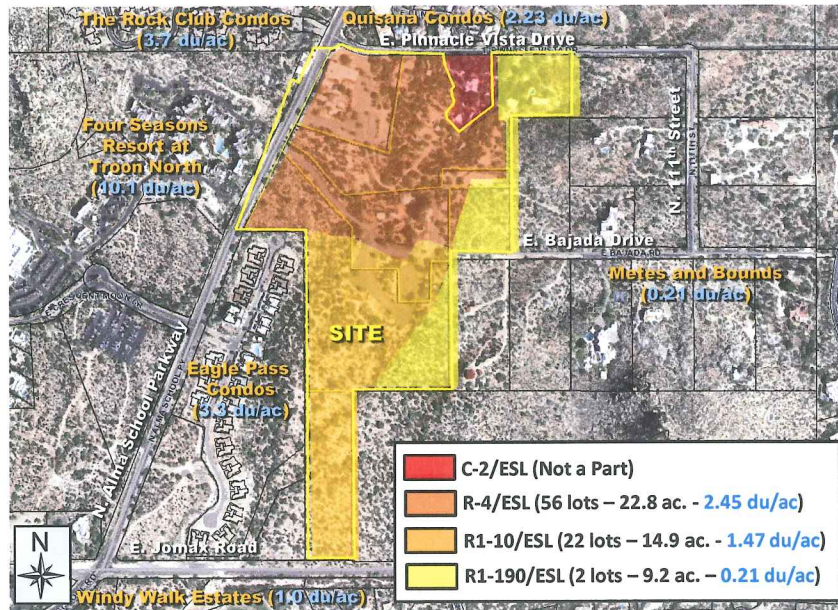 The Rock Club Condos
(3.7 du/ac)
Quisana Condos (2.23 du/ac)
E. Pinnacle Vista Drive
Four Seasons
Resort at
Troon North
(10.1 du/ac)
N. 111th Street
E. Bajada Drive
E BAJADA RD
Metes and Bounds
(0.21 du/ac)
SITE
N. Alma School Parkway
Eagle Pass
Condos
(3.3 du/ac)
C-2/ESL (Not a Part)
R-4/ESL (56 lots – 22.8 ac. - 2.45 du/ac)
R1-10/ESL (22 lots – 14.9 ac. - 1.47 du/ac)
R1-190/ESL (2 lots – 9.2 ac. – 0.21 du/ac)
N
E. Jomax Road
Windy Walk Estates (1.0 du/ac)